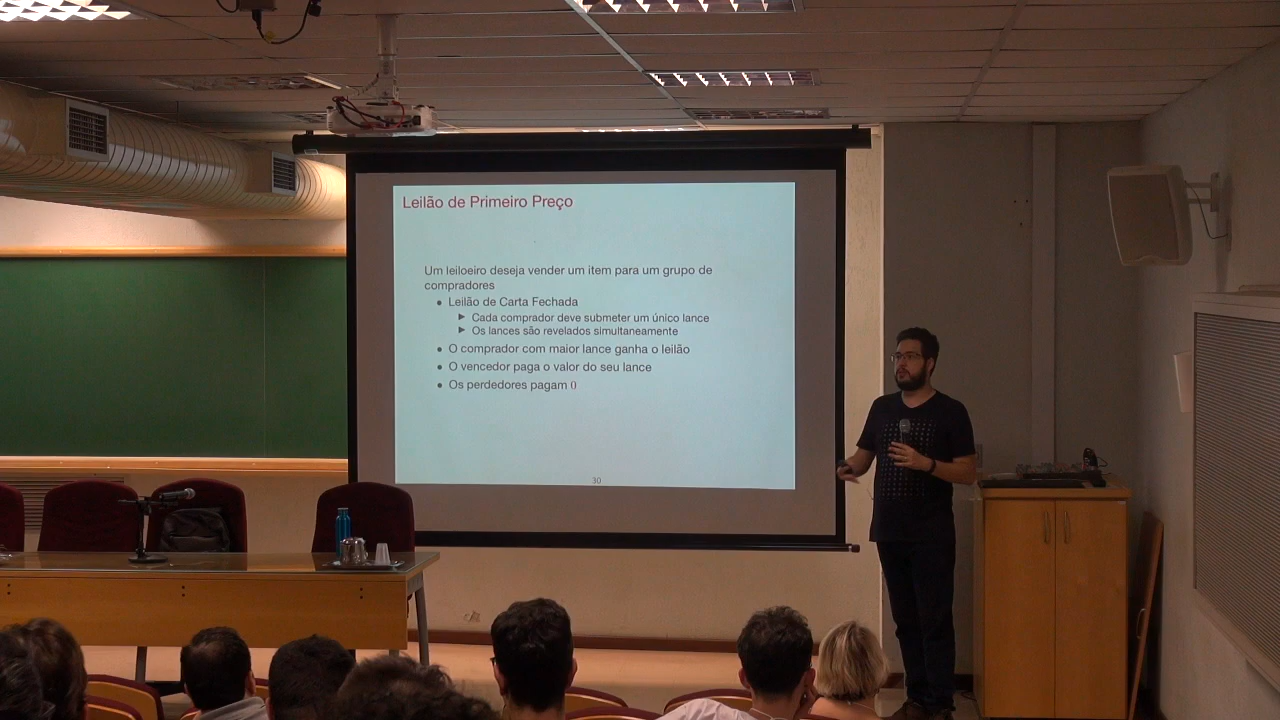 Leilão de Primeiro Preço
Um leiloeiro deseja vender um item para um grupo de
compradores
Leilão de Carta Fechada
Cada comprador deve submeter um único lance
Os lances são revelados simultaneamente
O comprador com maior lance ganha o leilão
O vencedor paga o valor do seu lance
Os perdedores pagam 0
30